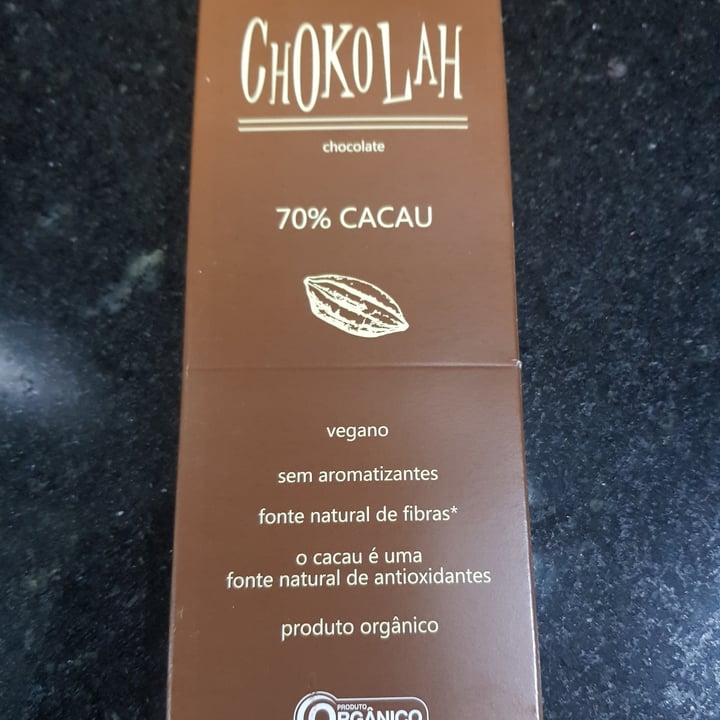 CHOKOLAH
chocolate
70% CACAU
vegano
sem aromatizantes
fonte natural de fibras*
o cacau é uma
fonte natural de antioxidantes
produto orgânico
PRODUTO
ORGÂNICO